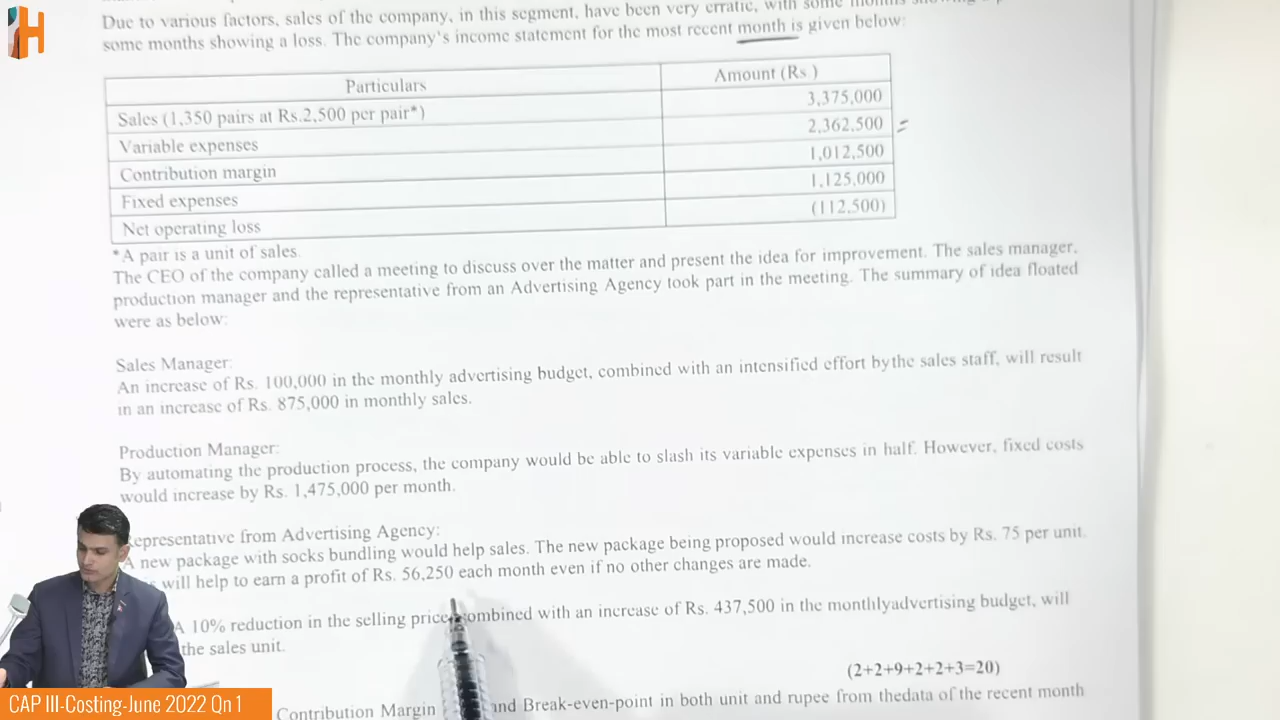 H
Due to various factors, sales of the company, in this segment, have been very erratic, with some months
some months showing a loss. The company's income statement for the most recent month is given below:
Particulars Amount (Rs.)
Sales (1,350 pairs at Rs.2,500 per pair*) 3,375,000
Variable expenses 2,362,500
Contribution margin 1,012,500
Fixed expenses 1,125,000
Net operating loss (112,500)
*A pair is a unit of sales.
The CEO of the company called a meeting to discuss over the matter and present the idea for improvement. The sales manager,
production manager and the representative from an Advertising Agency took part in the meeting. The summary of idea floated
were as below:
Sales Manager:
An increase of Rs. 100,000 in the monthly advertising budget, combined with an intensified effort bythe sales staff, will result
in an increase of Rs. 875,000 in monthly sales.
Production Manager:
By automating the production process, the company would be able to slash its variable expenses in half. However, fixed costs
would increase by Rs. 1,475,000 per month.
epresentative from Advertising Agency:
A new package with socks bundling would help sales. The new package being proposed would increase costs by Rs. 75 per unit.
will help to earn a profit of Rs. 56,250 each month even if no other changes are made.
A 10% reduction in the selling price combined with an increase of Rs. 437,500 in the monthlyadvertising budget, will
the sales unit.
(2+2+9+2+2+3=20)
Contribution Margin and Break-even-point in both unit and rupee from thedata of the recent month
CAP III-Costing-June 2022 Qn 1